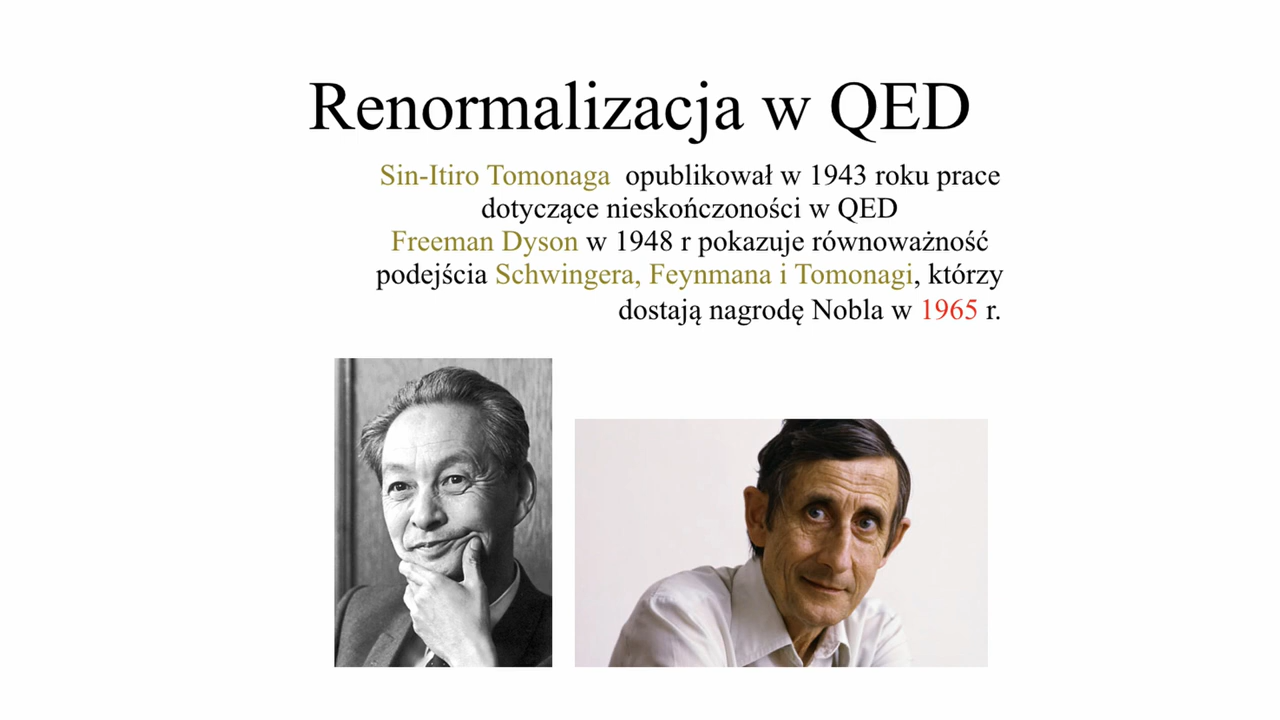 Renormalizacja w QED
Sin-Itiro Tomonaga opublikował w 1943 roku prace
dotyczące nieskończoności w QED
Freeman Dyson w 1948 r pokazuje równoważność
podejścia Schwingera, Feynmana i Tomonagi, którzy
dostają nagrodę Nobla w 1965 r.